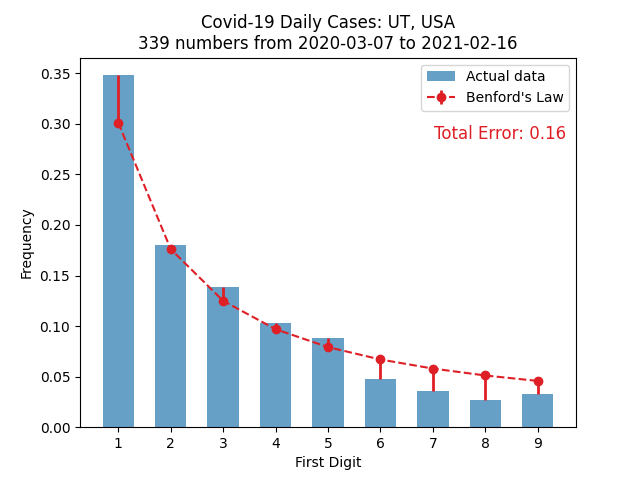 Covid-19 Daily Cases: UT, USA
339 numbers from 2020-03-07 to 2021-02-16
Actual data
Benford's Law
Total Error: 0.16
Frequency
0.35
0.30
0.25
0.20
0.15
0.10
0.05
0.00
1 2 3 4 5 6 7 8 9
First Digit